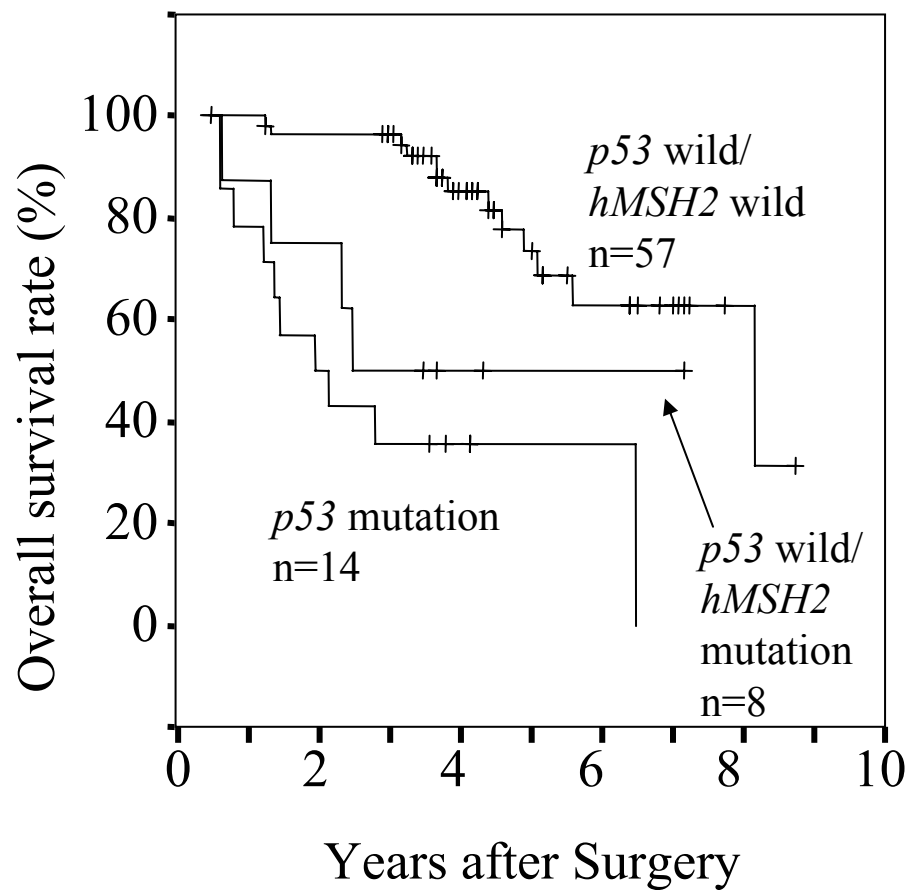 Overall survival rate (%)
100
80
60
40
20
0
p53 wild/
hMSH2 wild
n=57
p53 mutation
n=14
p53 wild/
hMSH2
mutation
n=8
0 2 4 6 8 10
Years after Surgery